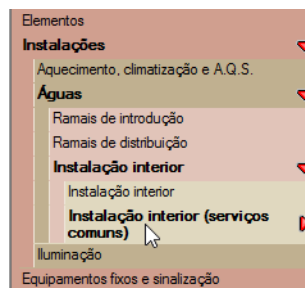 Elementos
Instalações
Aquecimento, climatização e A.Q.S.
Águas
Ramais de introdução
Ramais de distribuição
Instalação interior
Instalação interior
Instalação interior (serviços
comuns)
Iluminação
Equipamentos fixos e sinalização